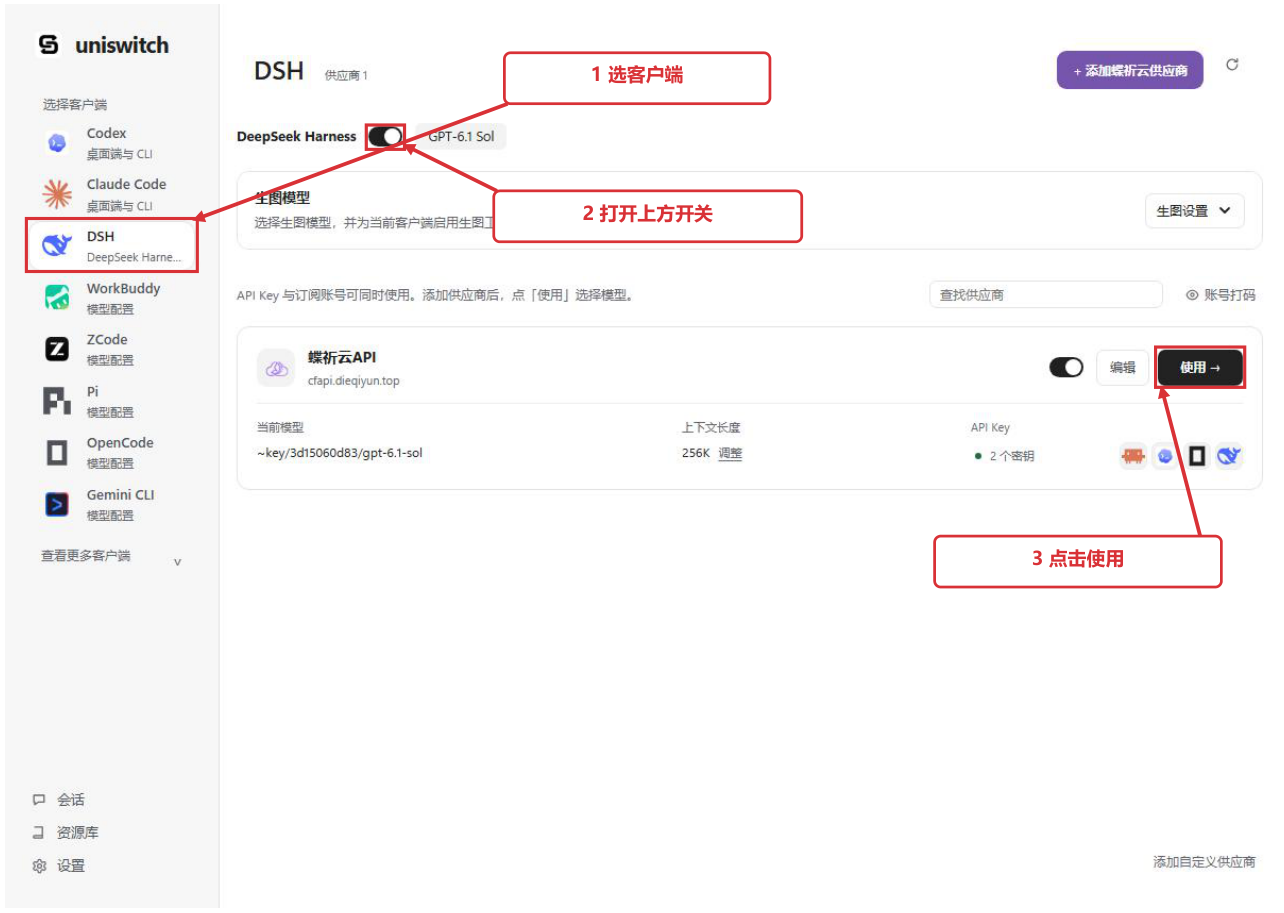 uniswitch
选择客户端
Codex
桌面端与 CLI
Claude Code
桌面端与 CLI
DSH
DeepSeek Harne...
WorkBuddy
模型配置
ZCode
模型配置
Pi
模型配置
OpenCode
模型配置
Gemini CLI
模型配置
查看更多客户端
会话
资源库
设置
DSH 供应商 1
1 选客户端
+ 添加蝶祈云供应商
DeepSeek Harness GPT-6.1 Sol
2 打开上方开关
生图模型
选择生图模型，并为当前客户端启用生图工
生图设置
API Key 与订阅账号可同时使用。添加供应商后，点「使用」选择模型。
查找供应商
账号打码
蝶祈云API
cfapi.dieqiyun.top
编辑
使用 →
当前模型 上下文长度 API Key
~key/3d15060d83/gpt-6.1-sol 256K 调整 2 个密钥
3 点击使用
添加自定义供应商